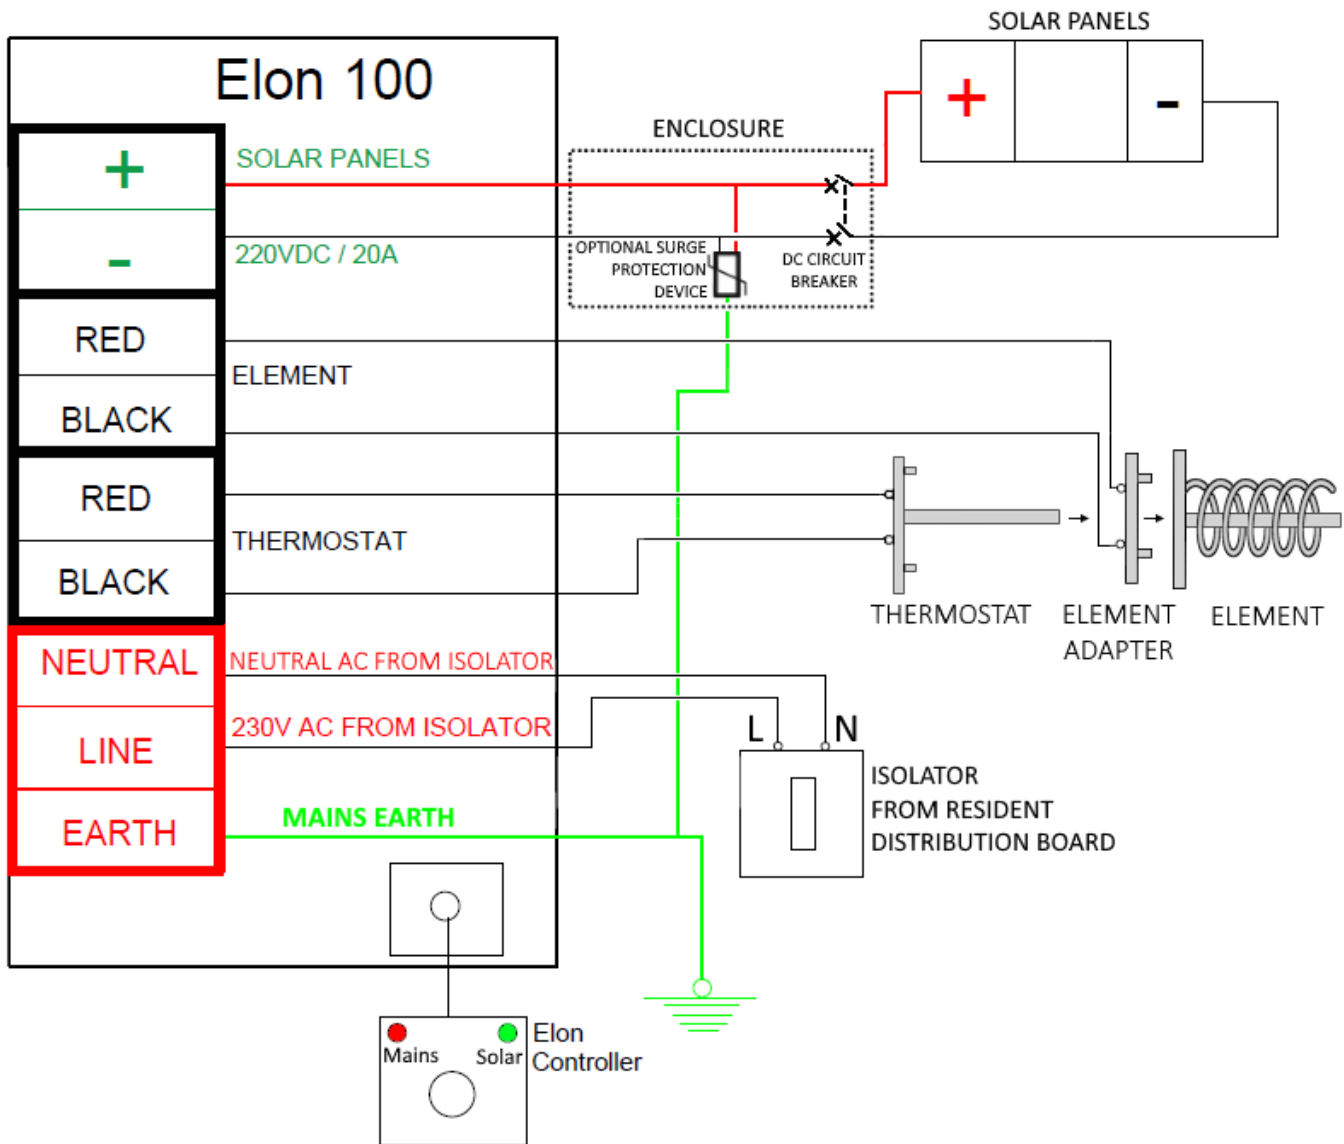 SOLAR PANELS
Elon 100
ENCLOSURE
+
-
+
SOLAR PANELS
-
220VDC / 20A
OPTIONAL SURGE
PROTECTION
DEVICE
DC CIRCUIT
BREAKER
RED
ELEMENT
BLACK
RED
THERMOSTAT
BLACK
THERMOSTAT
ELEMENT
ADAPTER
ELEMENT
NEUTRAL
NEUTRAL AC FROM ISOLATOR
LINE
230V AC FROM ISOLATOR
L
N
ISOLATOR
FROM RESIDENT
DISTRIBUTION BOARD
EARTH
MAINS EARTH
Mains
Solar
Elon
Controller